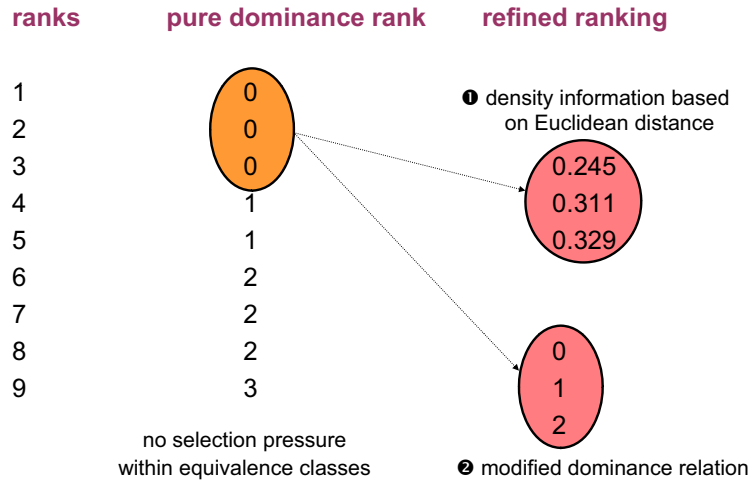 ranks pure dominance rank refined ranking
1 0
2 0
3 0
4 1
5 1
6 2
7 2
8 2
9 3
no selection pressure
within equivalence classes
❶ density information based
on Euclidean distance
0.245
0.311
0.329
0
1
2
❷ modified dominance relation